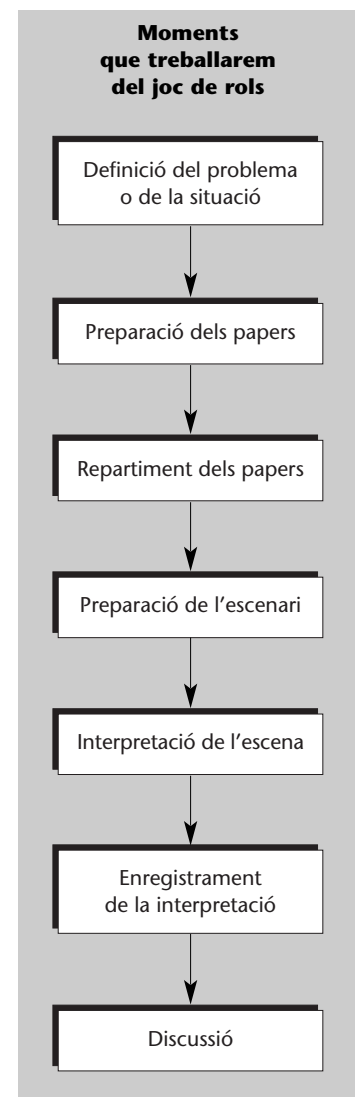 Moments
que treballarem
del joc de rols
Definició del problema
o de la situació
Preparació dels papers
Repartiment dels papers
Preparació de l'escenari
Interpretació de l'escena
Enregistrament
de la interpretació
Discussió